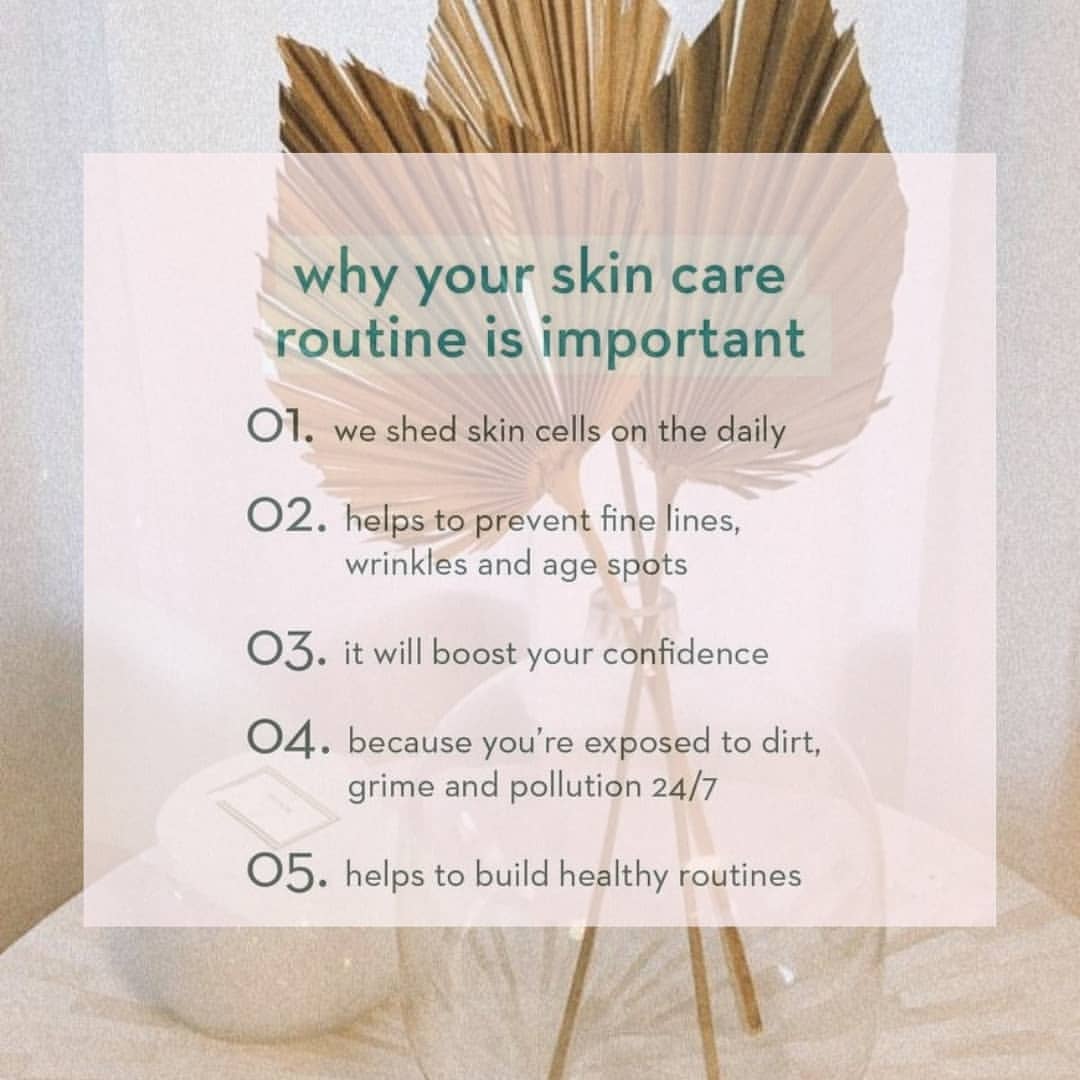 why your skin care
routine is important
01. we shed skin cells on the daily
02. helps to prevent fine lines,
wrinkles and age spots
03. it will boost your confidence
04. because you're exposed to dirt,
grime and pollution 24/7
05. helps to build healthy routines